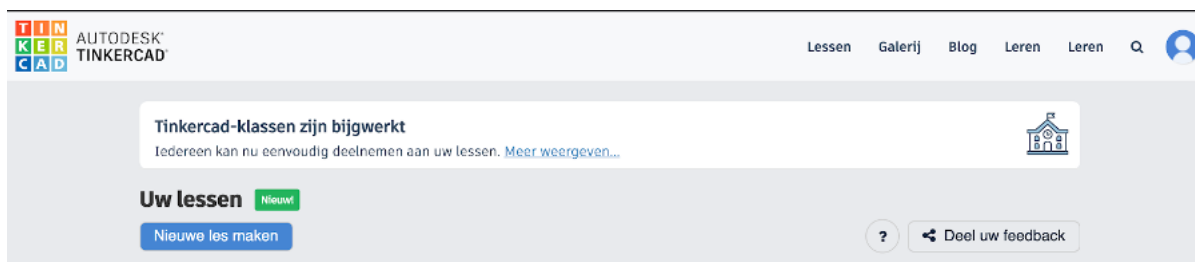 TIN
KER
CAD
AUTODESK
TINKERCAD
Lessen Galerij Blog Leren Leren
Tinkercad-klassen zijn bijgwerkt
Iedereen kan nu eenvoudig deelnemen aan uw lessen. Meer weergeven...
Uw lessen Nieuw!
Nieuwe les maken ? Deel uw feedback